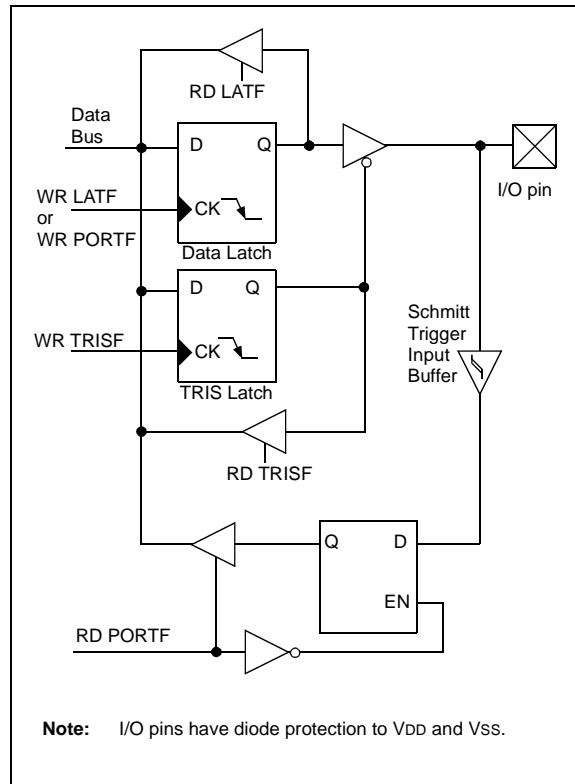 RD LATF
Data
Bus
D Q
I/O pin
WR LATF
or
WR PORTF
CK
Data Latch
D Q
WR TRISF
CK
TRIS Latch
Schmitt
Trigger
Input
Buffer
RD TRISF
Q D
EN
RD PORTF
Note: I/O pins have diode protection to VDD and VSS.